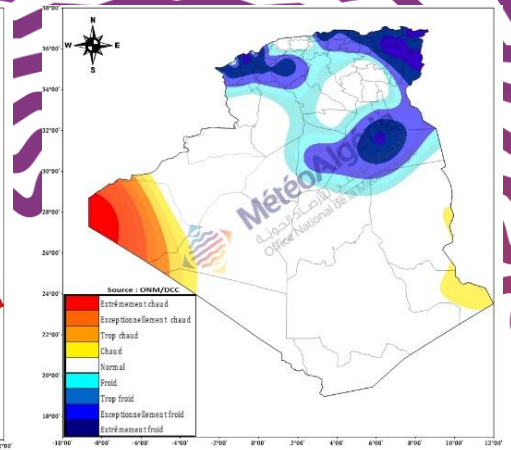 38°00'
36°00'
34°00'
32°00'
30°00'
28°00'
26°00'
24°00'
22°00'
20°00'
18°00'
N
W E
S
MétéoAlgérie
Office National de la
Source : ONM/DCC
Extrêmement chaud
Exceptionnellement chaud
Trop chaud
Chaud
Normal
Froid
Trop froid
Exceptionnellement froid
Extrêmement froid
-10°00' -8°00' -6°00' -4°00' -2°00' 0°00' 2°00' 4°00' 6°00' 8°00' 10°00' 12°00'